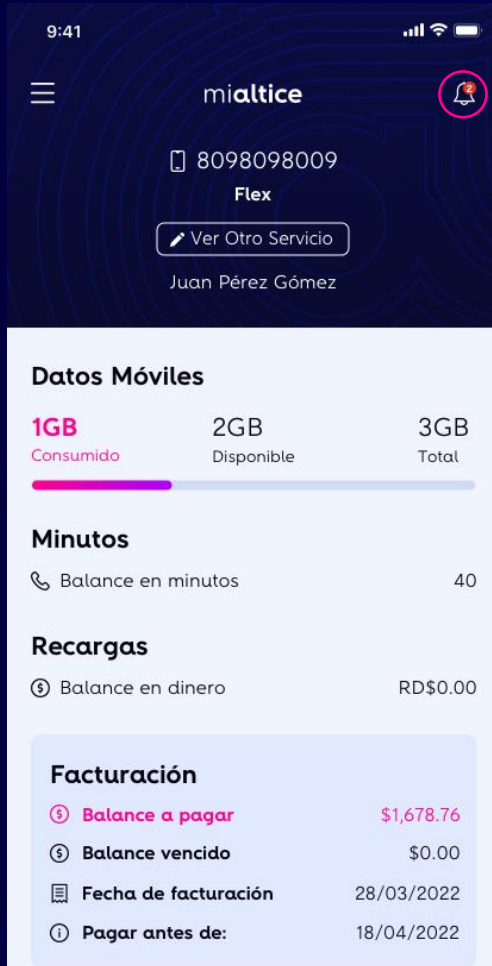 9:41
mialtice
2
8098098009
Flex
Ver Otro Servicio
Juan Pérez Gómez
Datos Móviles
1GB 2GB 3GB
Consumido Disponible Total
Minutos
Balance en minutos 40
Recargas
Balance en dinero RD$0.00
Facturación
Balance a pagar $1,678.76
Balance vencido $0.00
Fecha de facturación 28/03/2022
Pagar antes de: 18/04/2022